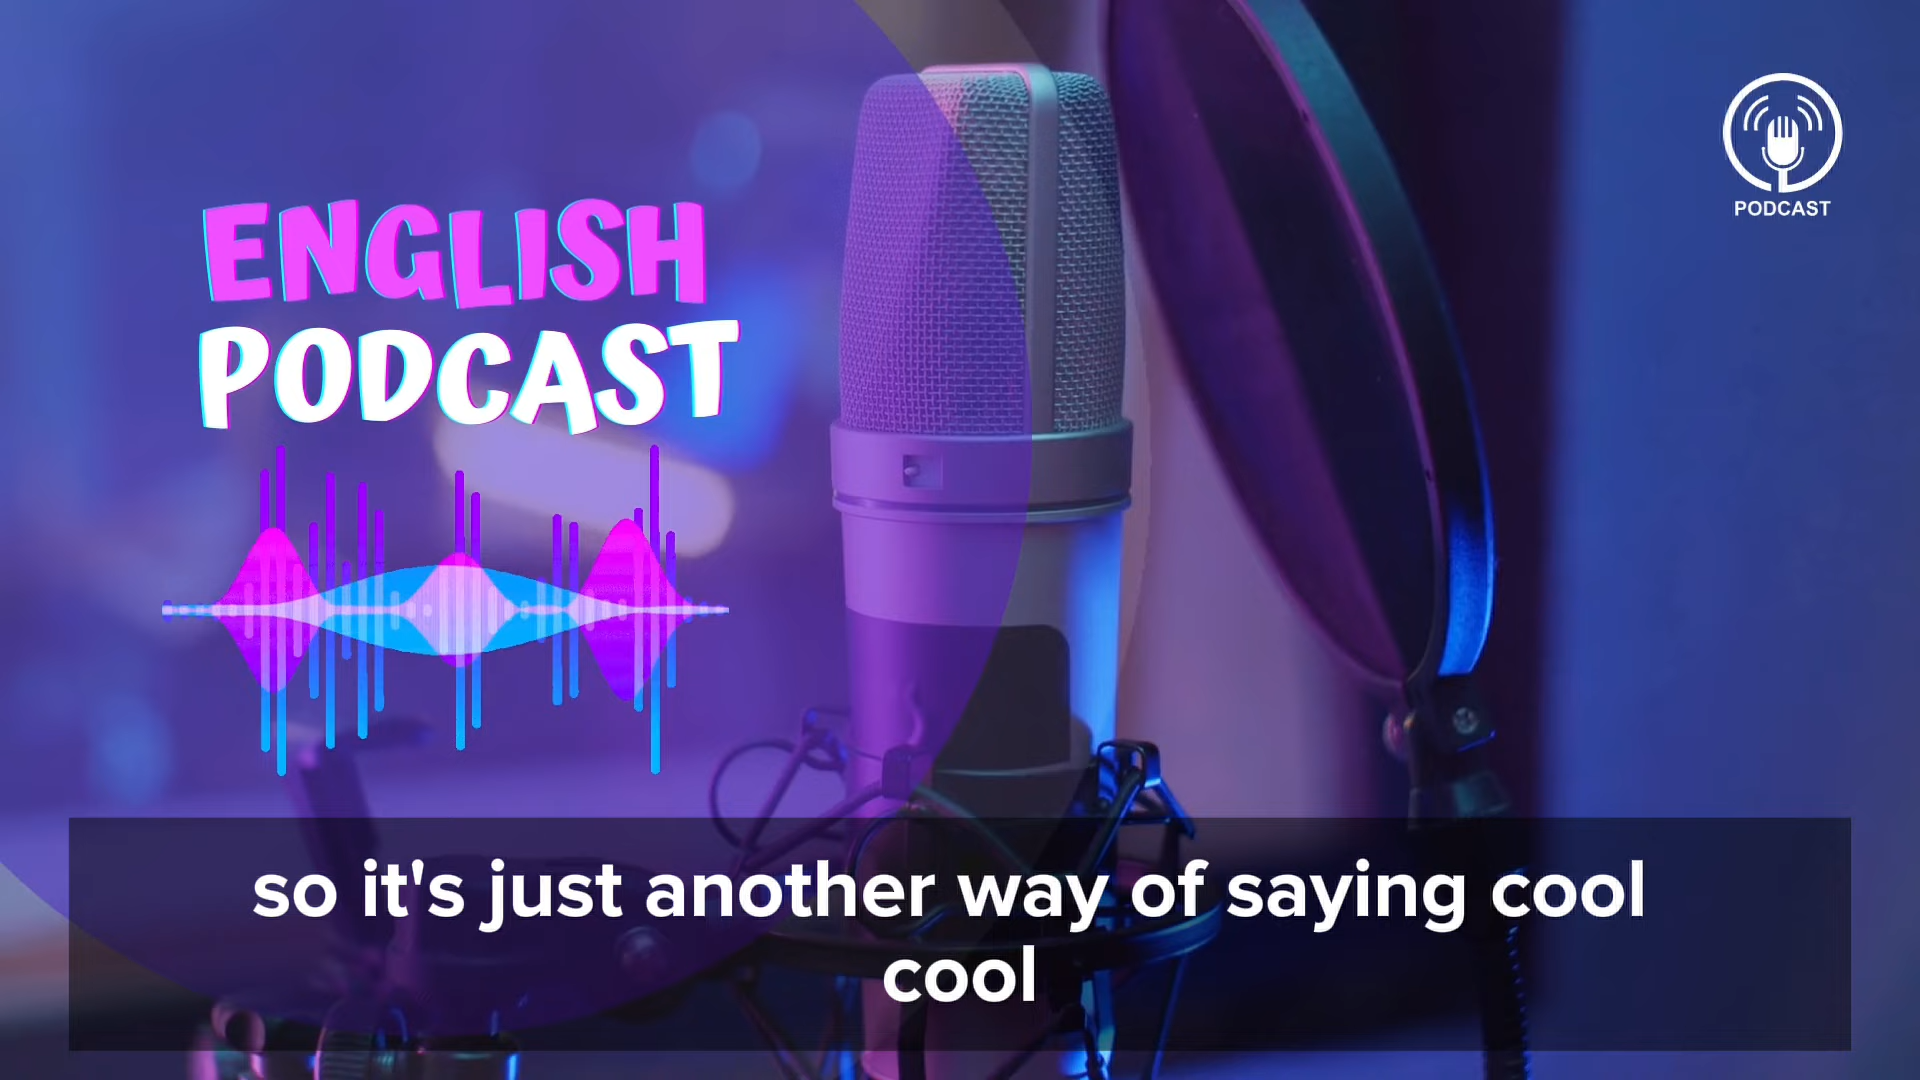 ENGLISH
PODCAST
PODCAST
so it's just another way of saying cool
cool